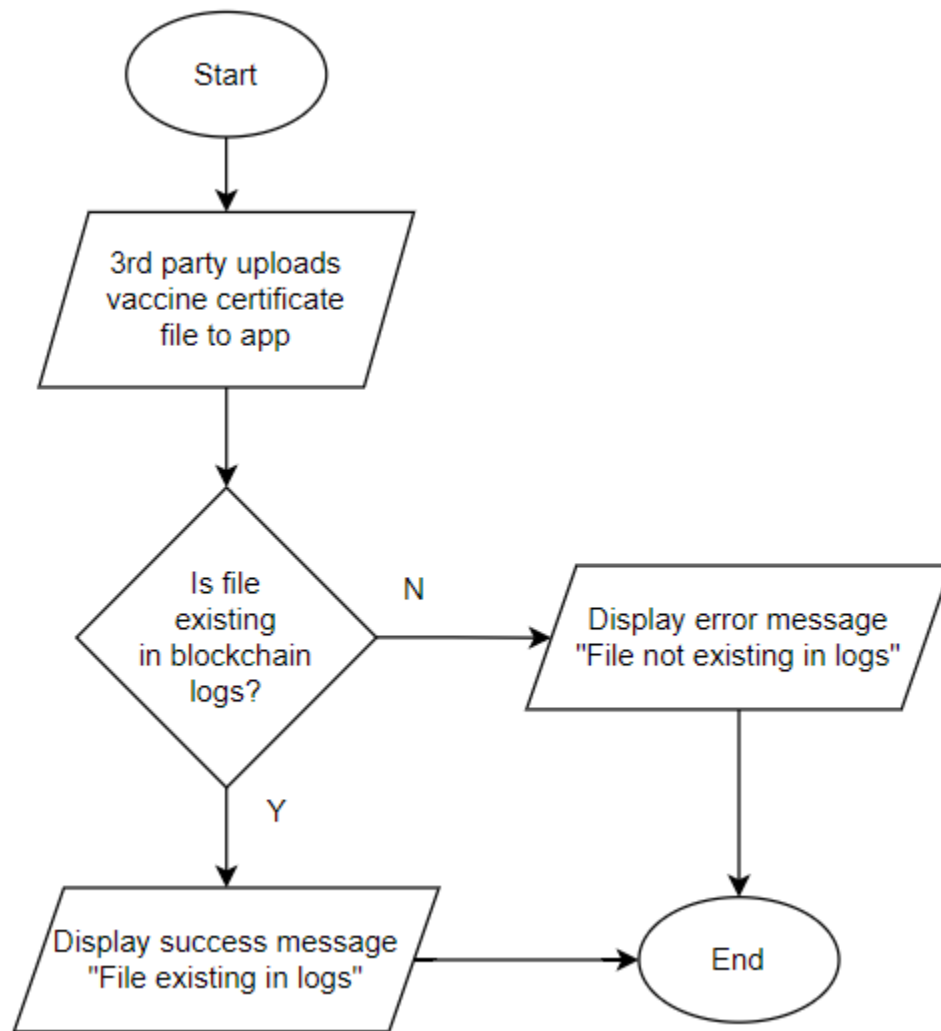 Start
3rd party uploads
vaccine certificate
file to app
Is file
existing
in blockchain
logs?
N
Display error message
"File not existing in logs"
Y
Display success message
"File existing in logs"
End